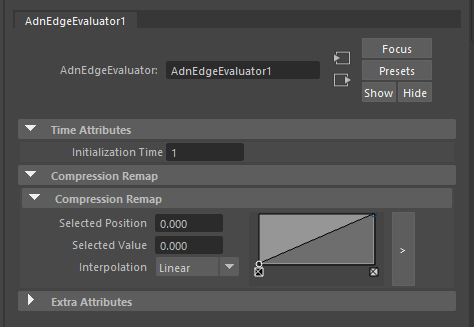 AdnEdgeEvaluator1
Focus
AdnEdgeEvaluator: AdnEdgeEvaluator1
Presets
Show Hide
Time Attributes
Initialization Time 1
Compression Remap
Compression Remap
Selected Position 0.000
Selected Value 0.000
Interpolation Linear
>
Extra Attributes